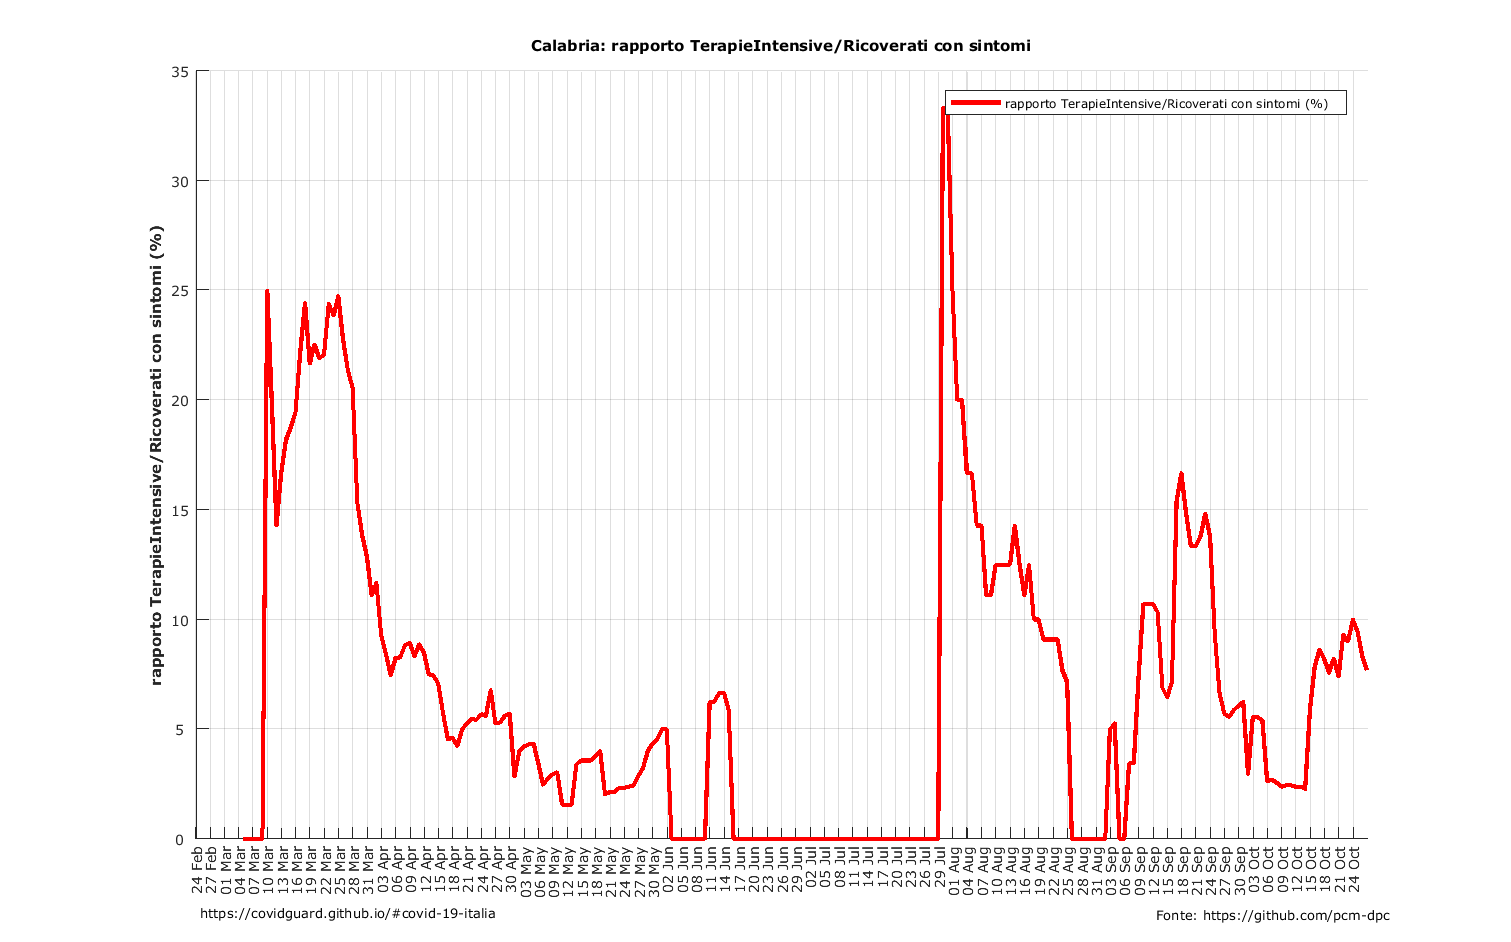 Calabria: rapporto TerapieIntensive/Ricoverati con sintomi
rapporto TerapieIntensive/Ricoverati con sintomi (%)
rapporto TerapieIntensive/Ricoverati con sintomi (%)
35
30
25
20
15
10
5
0
24 Feb
27 Feb
01 Mar
04 Mar
07 Mar
10 Mar
13 Mar
16 Mar
19 Mar
22 Mar
25 Mar
28 Mar
31 Mar
03 Apr
06 Apr
09 Apr
12 Apr
15 Apr
18 Apr
21 Apr
24 Apr
27 Apr
30 Apr
03 May
06 May
09 May
12 May
15 May
18 May
21 May
24 May
27 May
30 May
02 Jun
05 Jun
08 Jun
11 Jun
14 Jun
17 Jun
20 Jun
23 Jun
26 Jun
29 Jun
02 Jul
05 Jul
08 Jul
11 Jul
14 Jul
17 Jul
20 Jul
23 Jul
26 Jul
29 Jul
01 Aug
04 Aug
07 Aug
10 Aug
13 Aug
16 Aug
19 Aug
22 Aug
25 Aug
28 Aug
31 Aug
03 Sep
06 Sep
09 Sep
12 Sep
15 Sep
18 Sep
21 Sep
24 Sep
27 Sep
30 Sep
03 Oct
06 Oct
09 Oct
12 Oct
15 Oct
18 Oct
21 Oct
24 Oct
https://covidguard.github.io/#covid-19-italia
Fonte: https://github.com/pcm-dpc